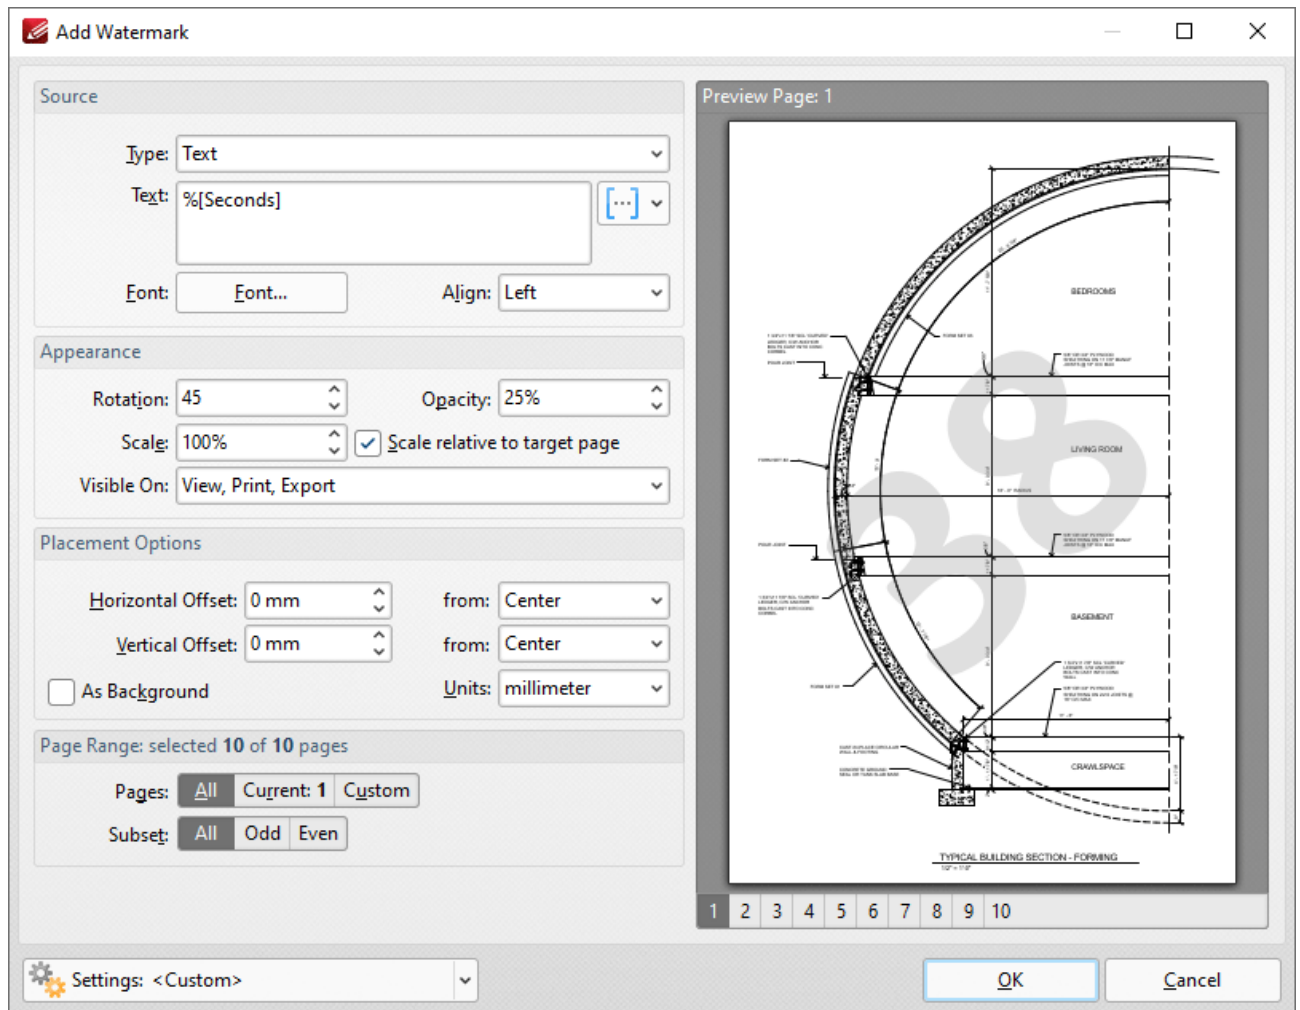 Add Watermark
Source
Type: Text
Text: %[Seconds]
Font: Font... Align: Left
Appearance
Rotation: 45 Opacity: 25%
Scale: 100% Scale relative to target page
Visible On: View, Print, Export
Placement Options
Horizontal Offset: 0 mm from: Center
Vertical Offset: 0 mm from: Center
As Background Units: millimeter
Page Range: selected 10 of 10 pages
Pages: All Current: 1 Custom
Subset: All Odd Even
Preview Page: 1
BEDROOMS
38
LIVING ROOM
BASEMENT
CRAWLSPACE
TYPICAL BUILDING SECTION - FORMING
1 2 3 4 5 6 7 8 9 10
Settings: <Custom>
OK Cancel